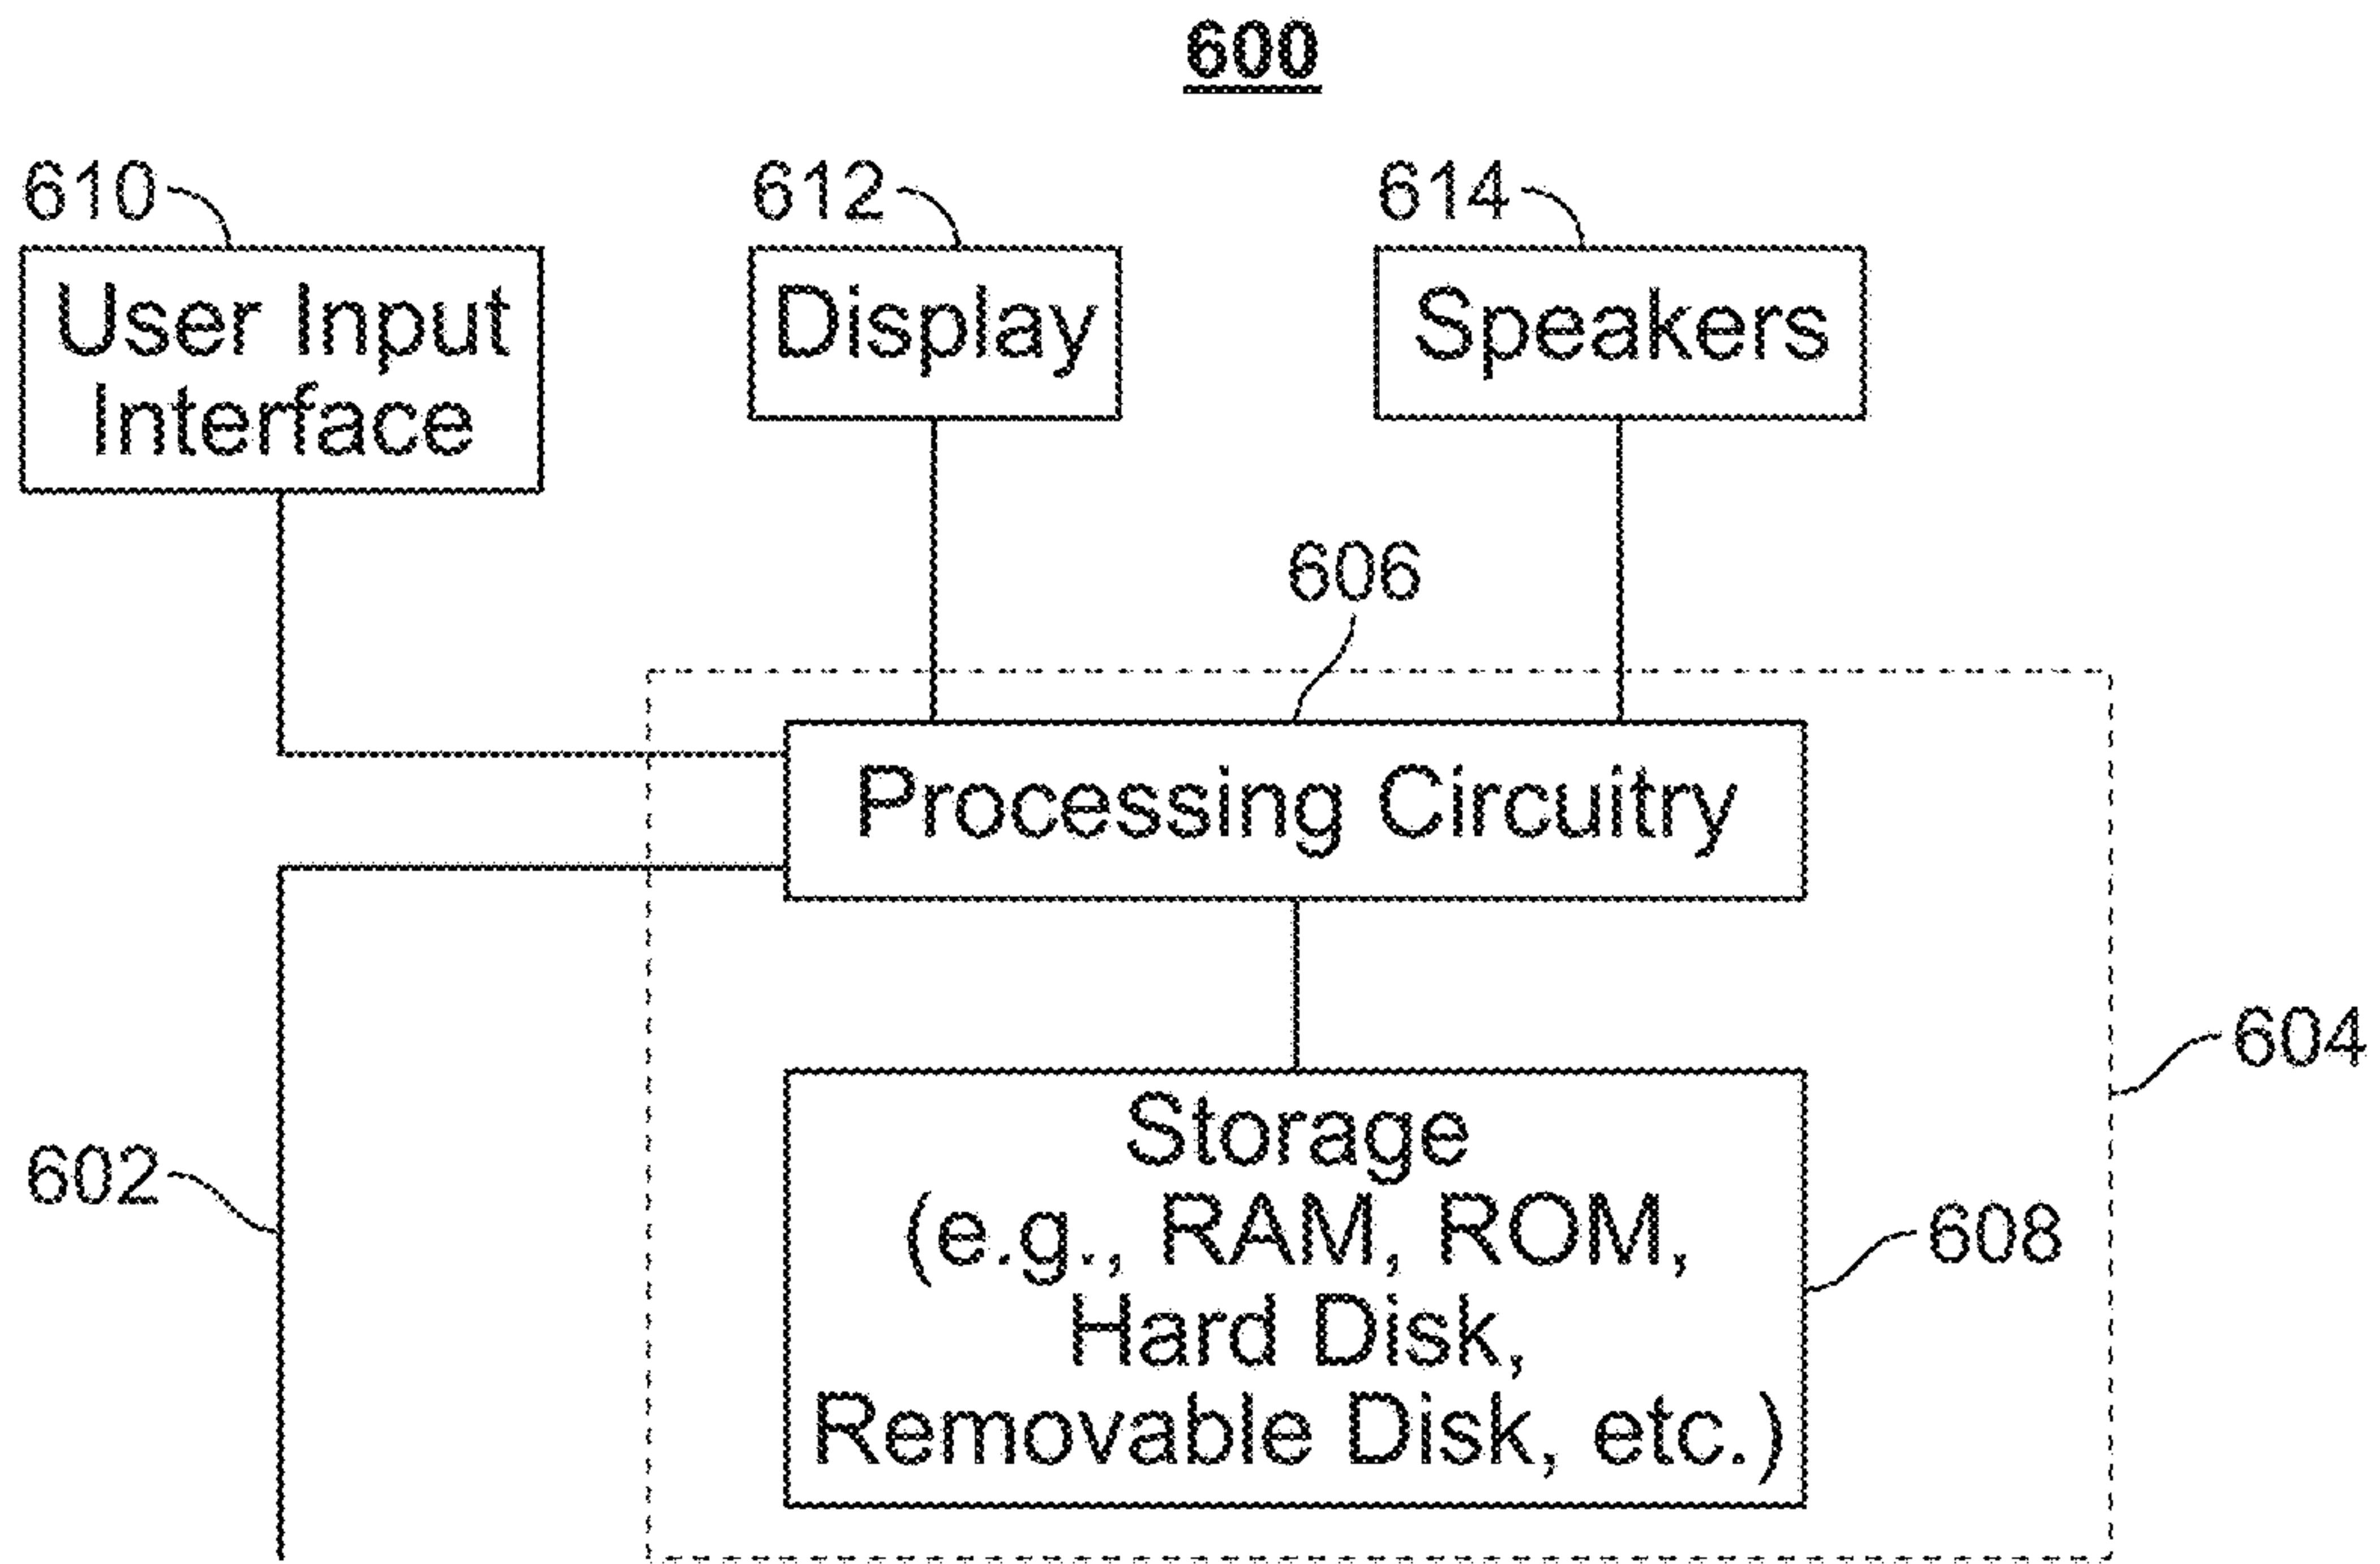 600
610
612
614
User Input
Interface
Display
Speakers
606
Processing Circuitry
604
602
Storage
(e.g., RAM, ROM,
Hard Disk,
Removable Disk, etc.)
608